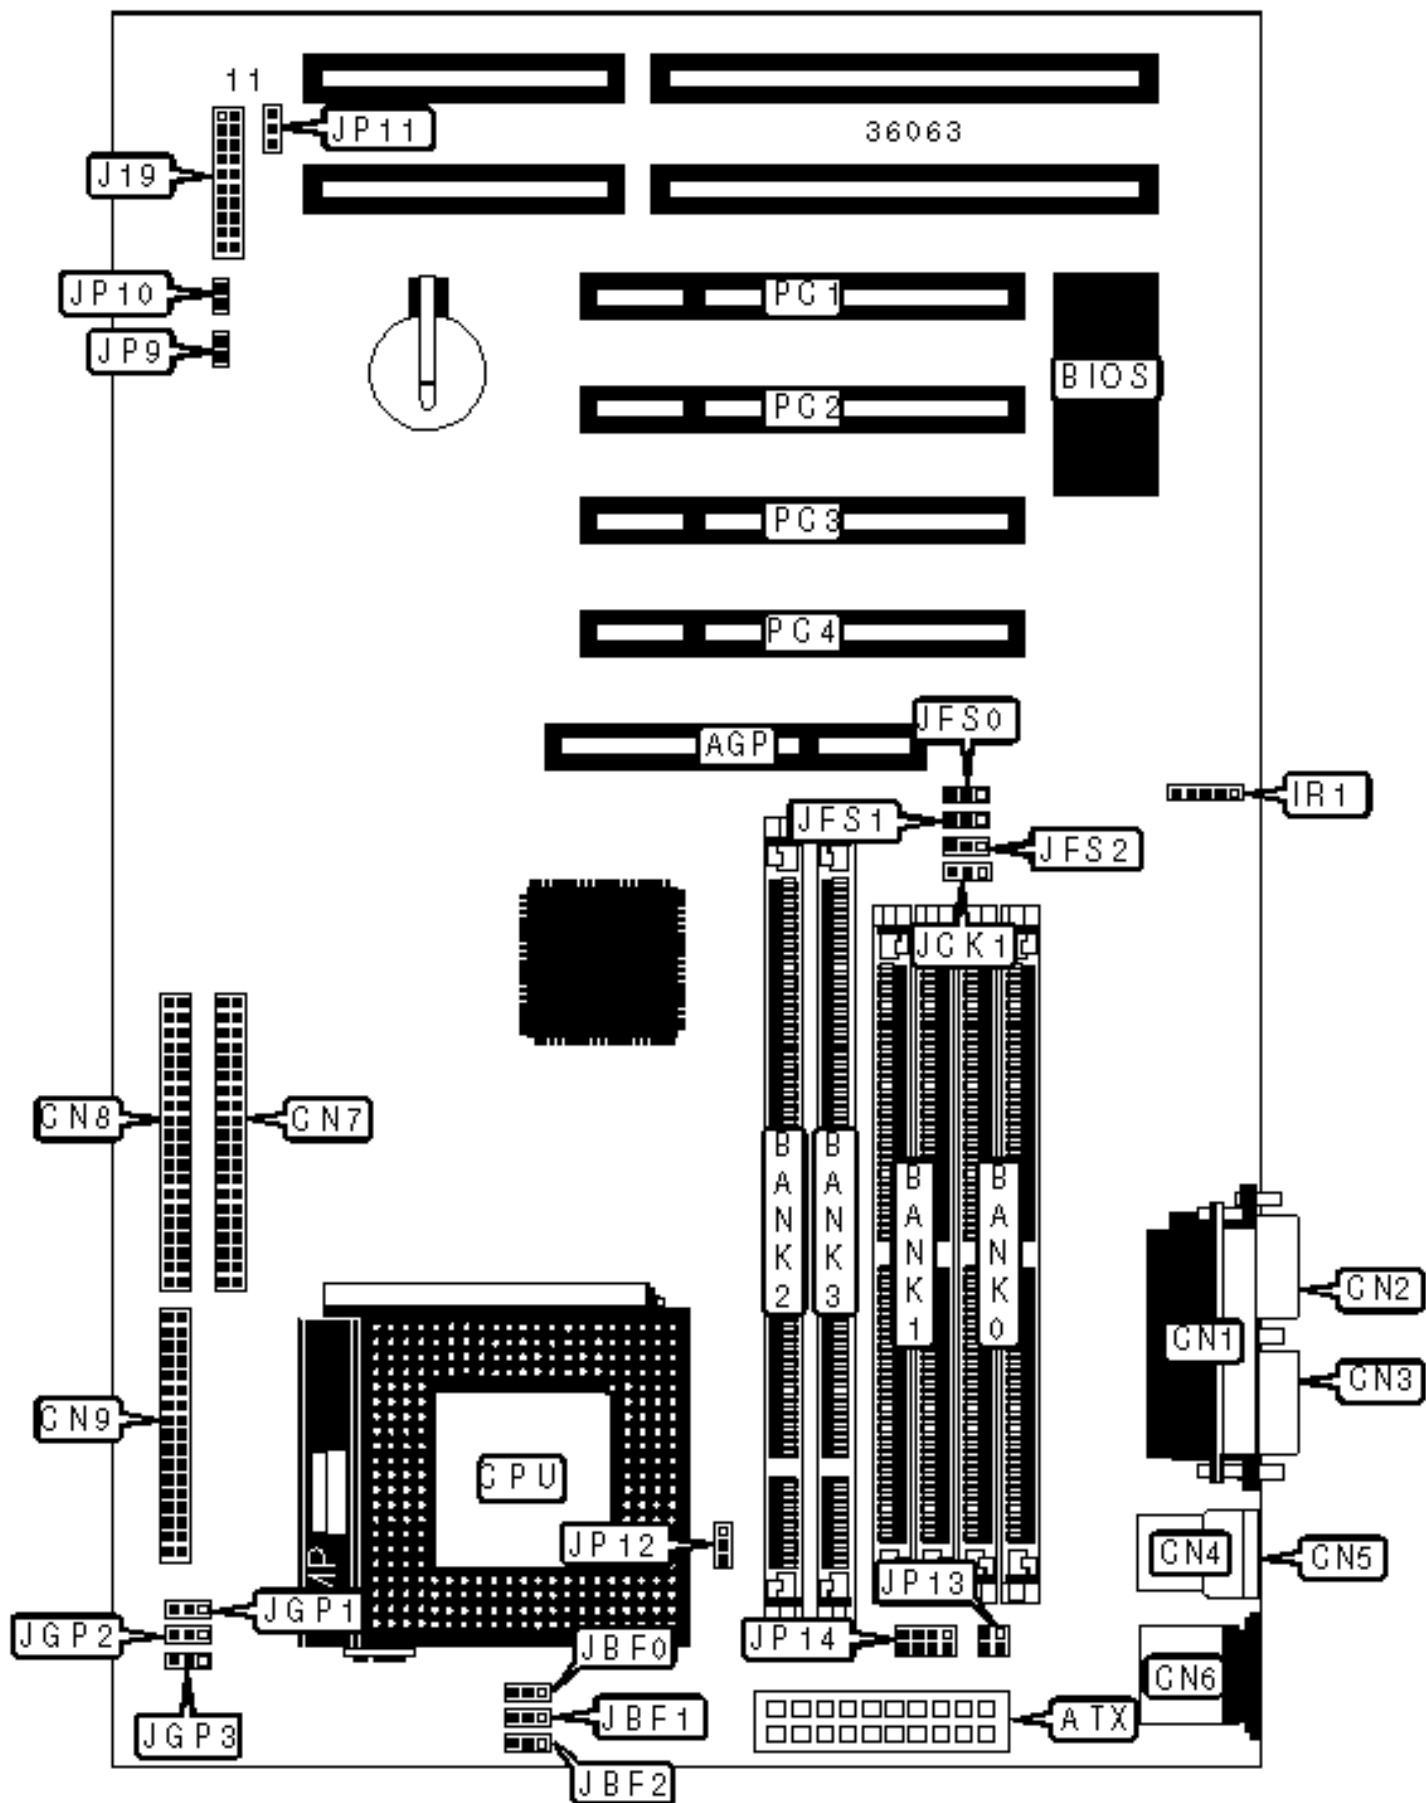 11
JP11
36063
J19
JP10
PC1
JP9
BIOS
PC2
PC3
PC4
JFS0
AGP
IR1
JFS1
JFS2
JCK1
CN8
CN7
BANK2
BANK3
BANK1
BANK0
CN2
CN1
CN3
CN9
CPU
JP12
CN4
CN5
JP13
JGP1
JGP2
JP14
JBF0
CN6
JBF1
ATX
JGP3
JBF2